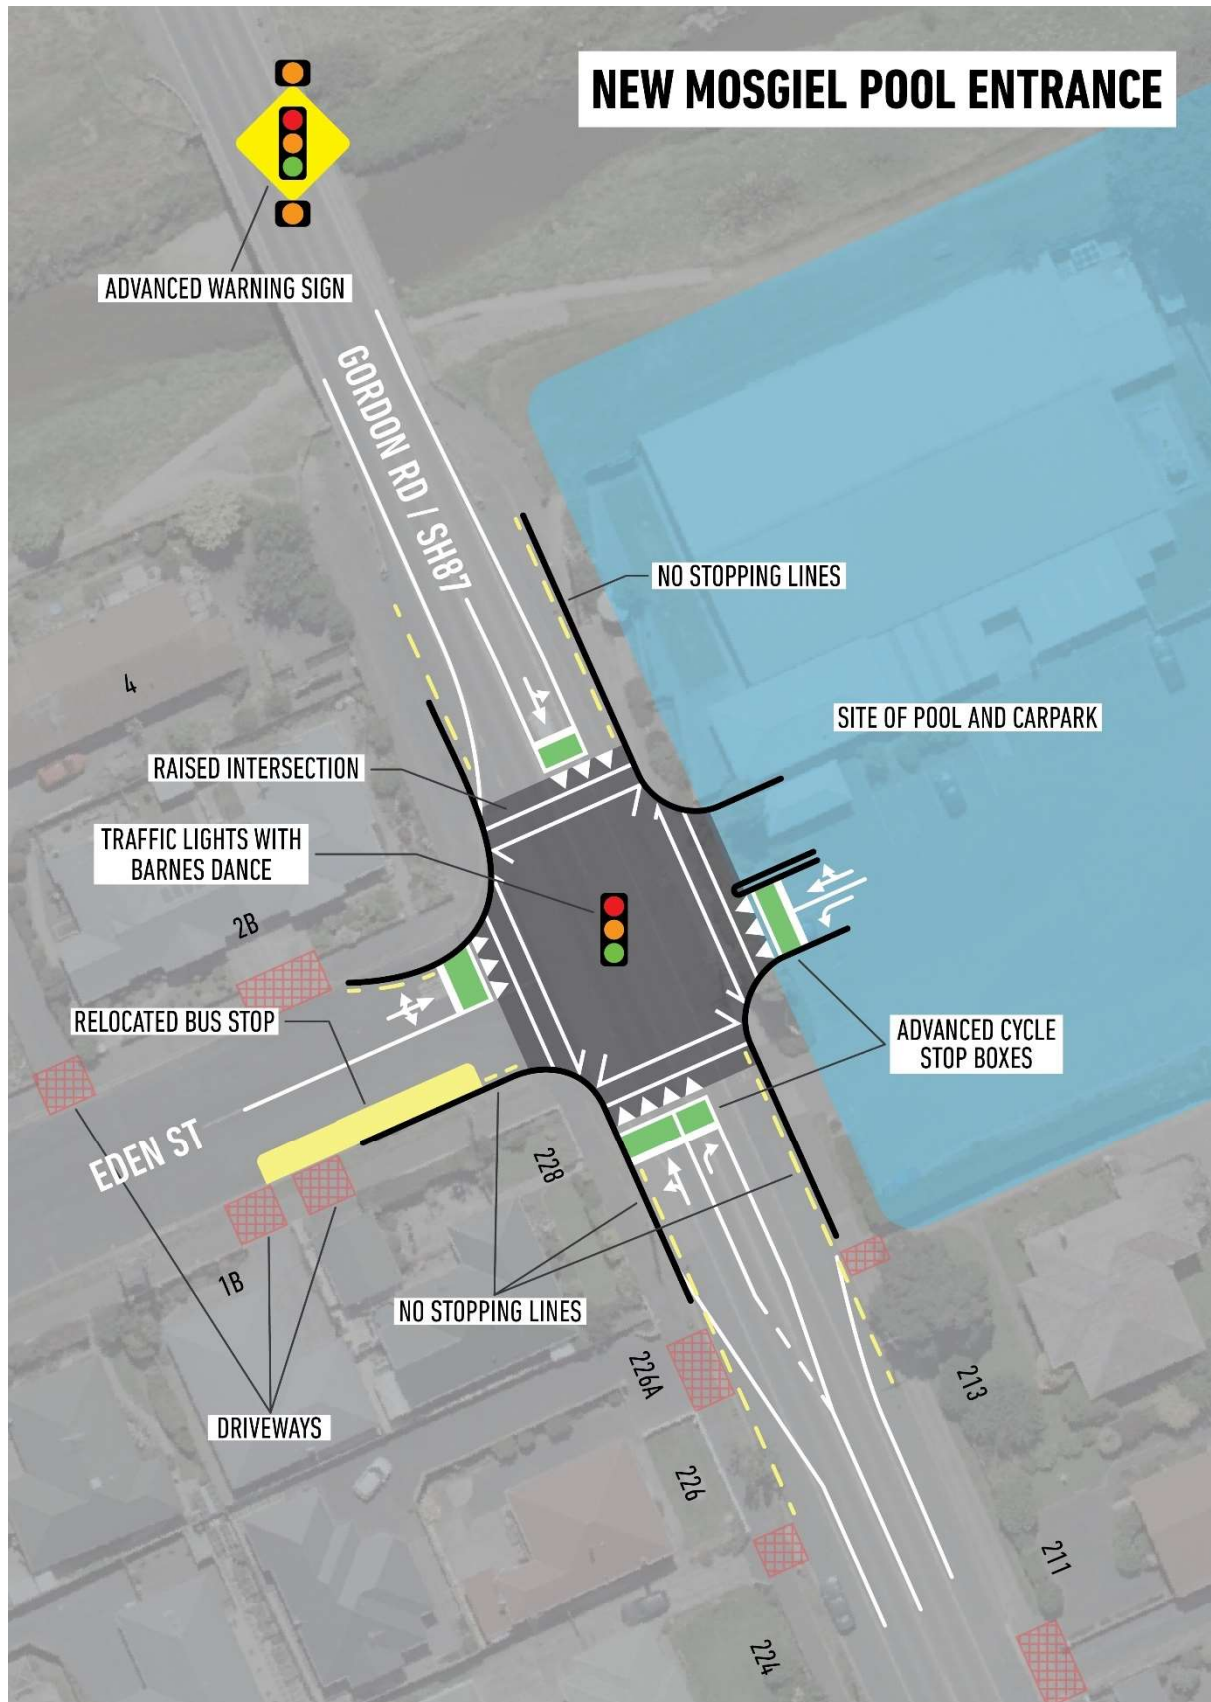 NEW MOSGIEL POOL ENTRANCE
ADVANCED WARNING SIGN
GORDON RD / SH87
NO STOPPING LINES
4
SITE OF POOL AND CARPARK
RAISED INTERSECTION
TRAFFIC LIGHTS WITH
BARNES DANCE
2B
RELOCATED BUS STOP
ADVANCED CYCLE
STOP BOXES
EDEN ST
228
1B
NO STOPPING LINES
226A
213
DRIVEWAYS
226
211
224